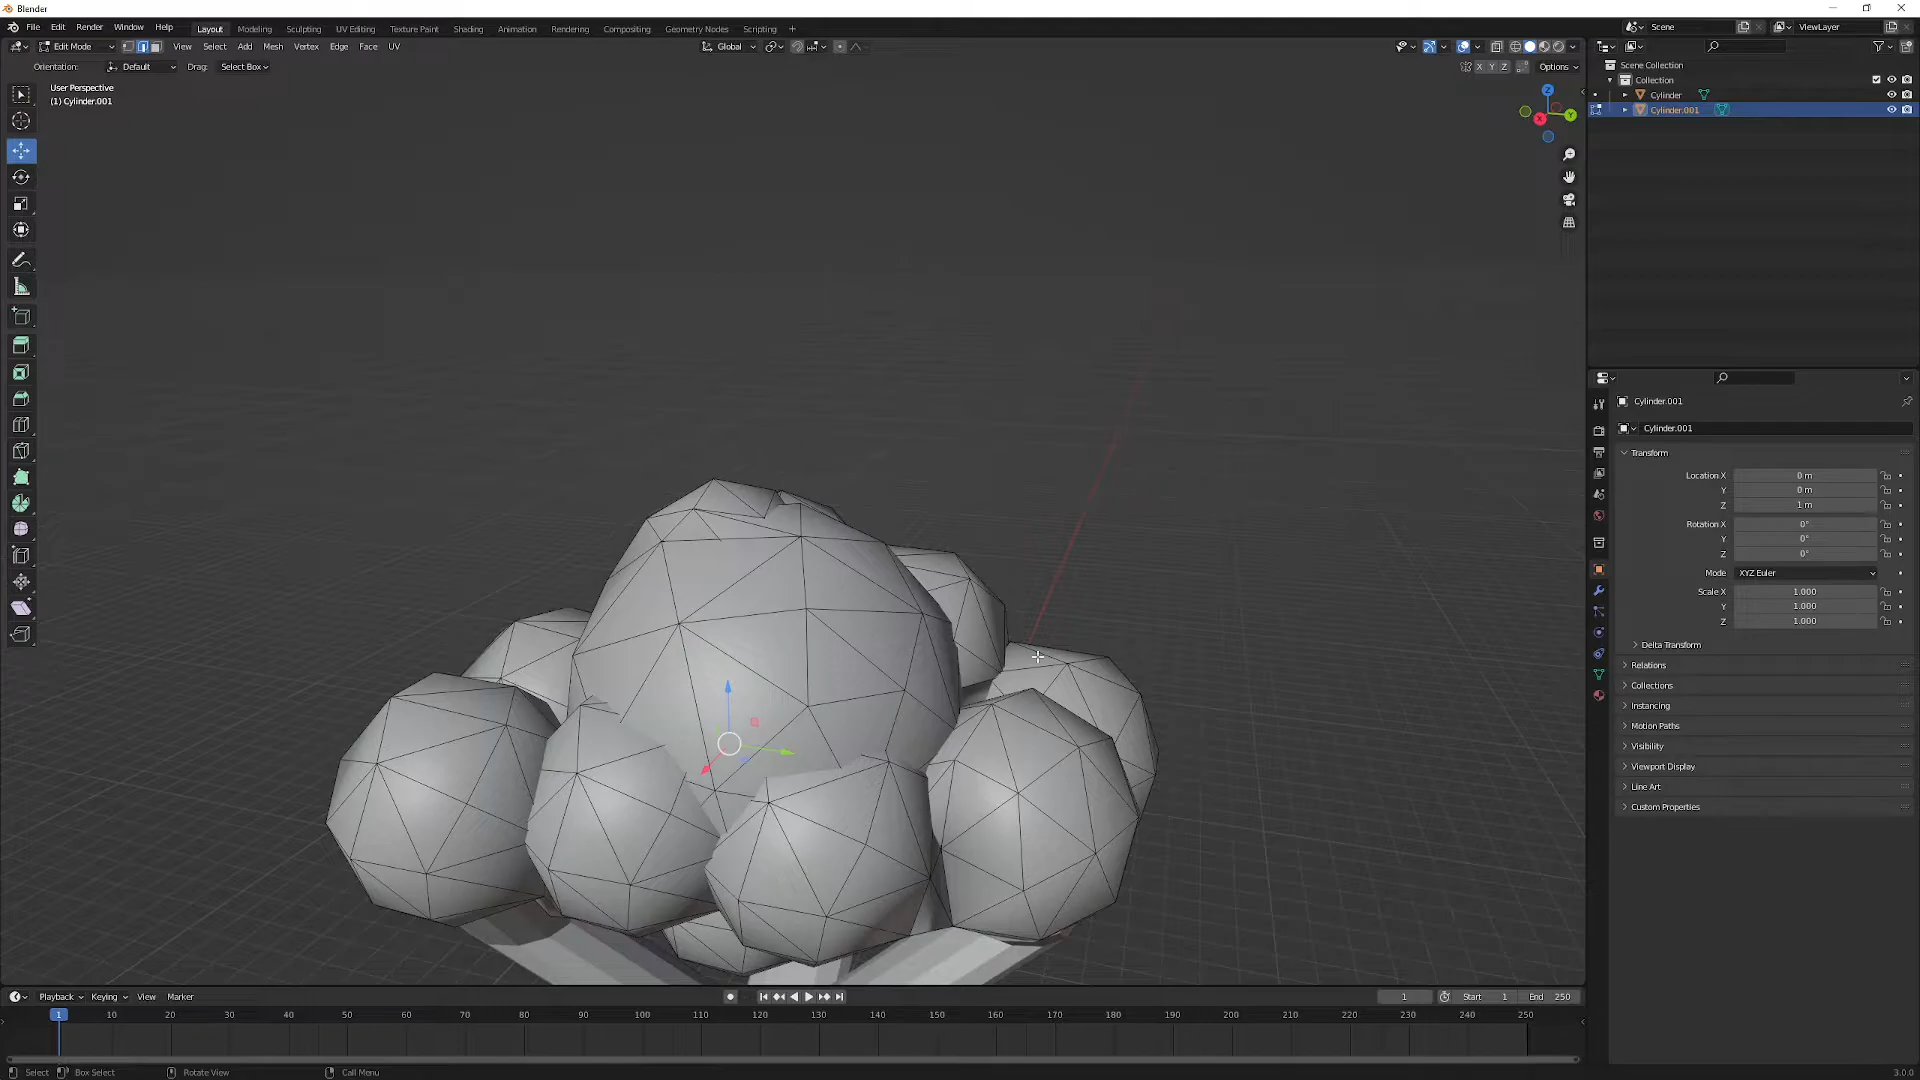 Blender
File Edit Render Window Help
Layout Modeling Sculpting UV Editing Texture Paint Shading Animation Rendering Compositing Geometry Nodes Scripting +
Scene
ViewLayer
Edit Mode
View Select Add Mesh Vertex Edge Face UV
Global
Orientation: Default Drag: Select Box
X Y Z Options
User Perspective
(1) Cylinder.001
Z
Y
X
Scene Collection
Collection
Cylinder
Cylinder.001
Cylinder.001
Cylinder.001
Transform
Location X 0 m
Y 0 m
Z 1 m
Rotation X 0°
Y 0°
Z 0°
Mode XYZ Euler
Scale X 1.000
Y 1.000
Z 1.000
Delta Transform
Relations
Collections
Instancing
Motion Paths
Visibility
Viewport Display
Line Art
Custom Properties
Playback Keying View Marker
1 Start 1 End 250
1 10 20 30 40 50 60 70 80 90 100 110 120 130 140 150 160 170 180 190 200 210 220 230 240 250
Select Box Select Rotate View Call Menu
3.0.0